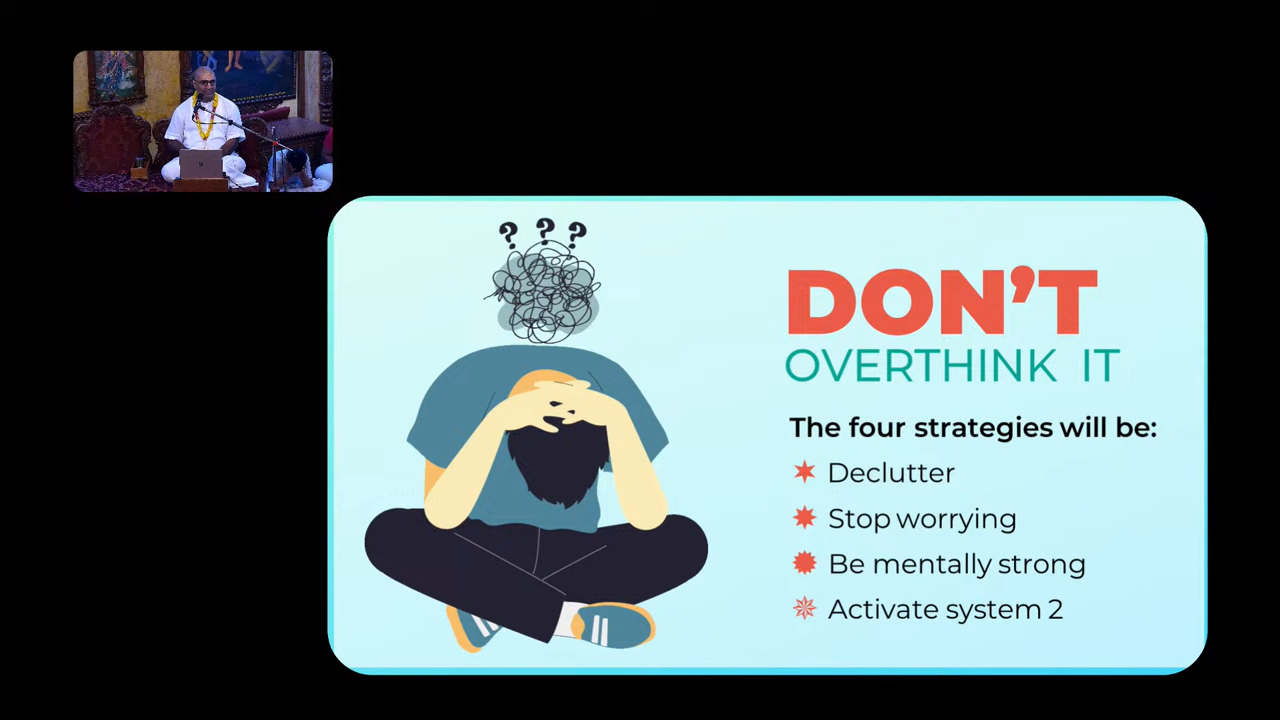 ? ? ?
DON'T
OVERTHINK IT
The four strategies will be:
Declutter
Stop worrying
Be mentally strong
Activate system 2